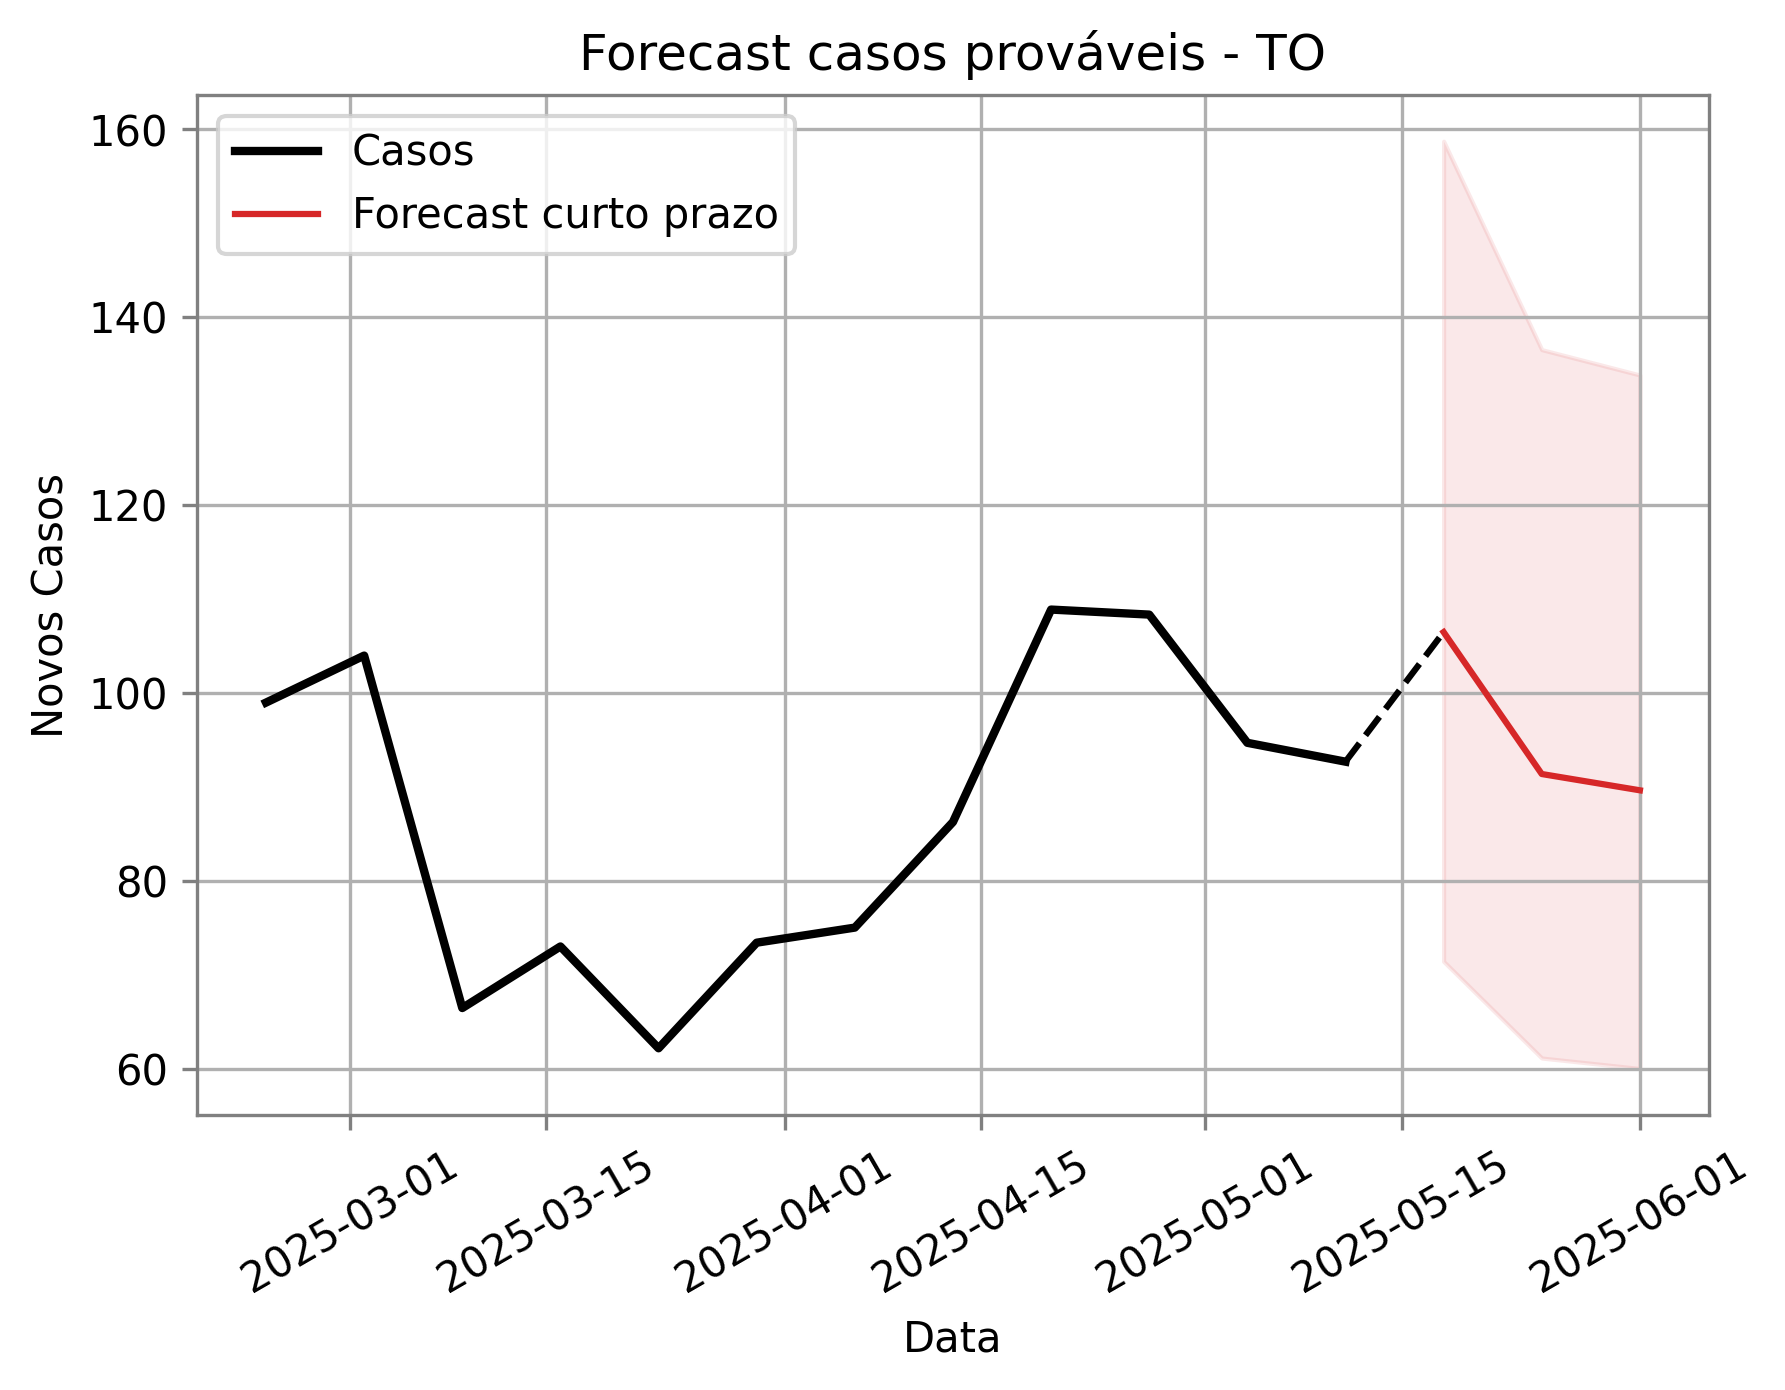 Forecast casos prováveis - TO
Casos
Forecast curto prazo
160
140
120
100
80
60
Novos Casos
2025-03-01
2025-03-15
2025-04-01
2025-04-15
2025-05-01
2025-05-15
2025-06-01
Data